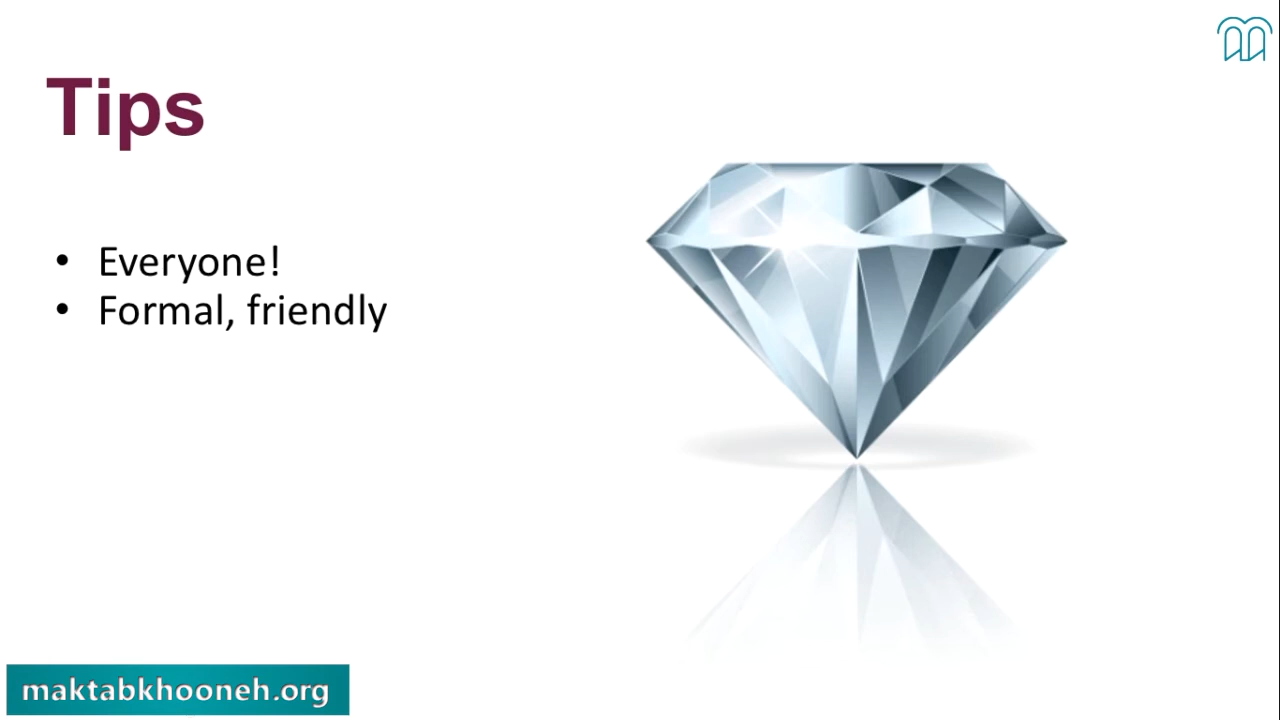 Tips
• Everyone!
• Formal, friendly
maktabkhooneh.org